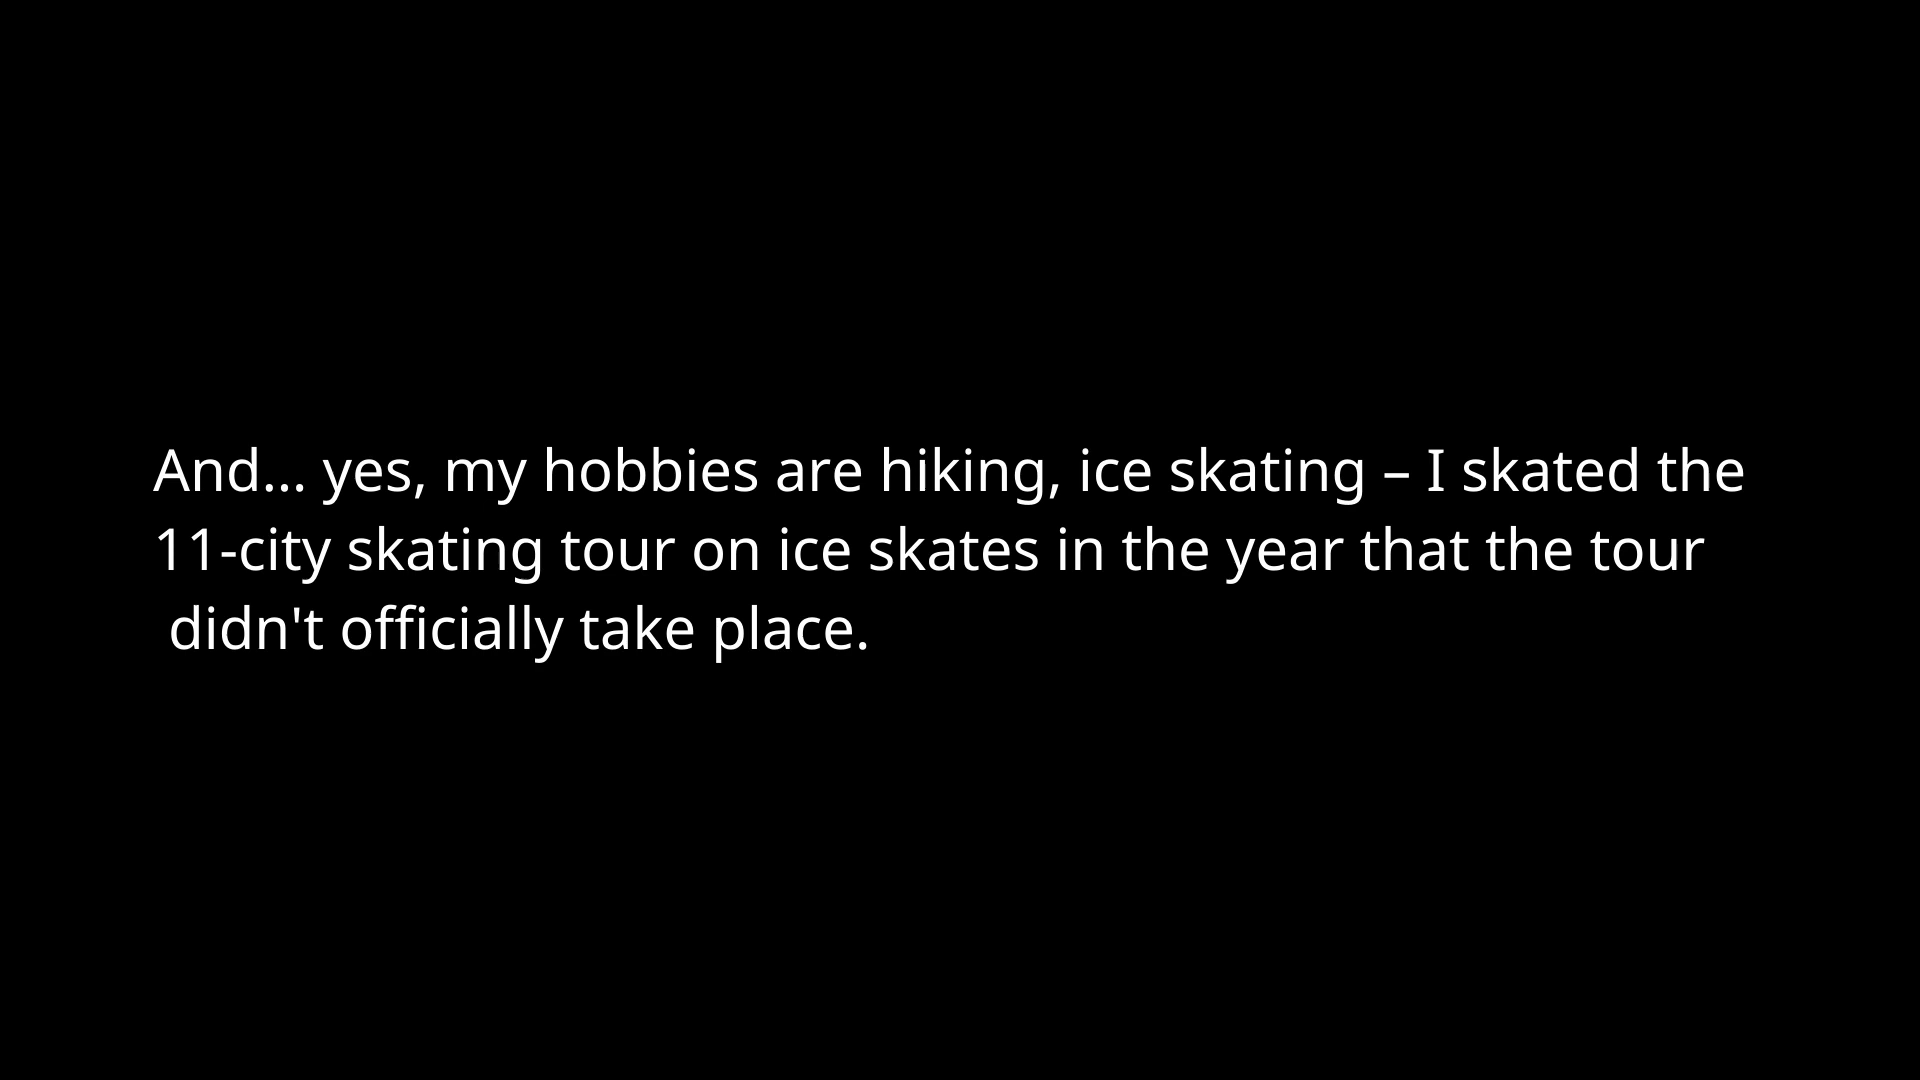 And… yes, my hobbies are hiking, ice skating – I skated the
11-city skating tour on ice skates in the year that the tour
didn't officially take place.